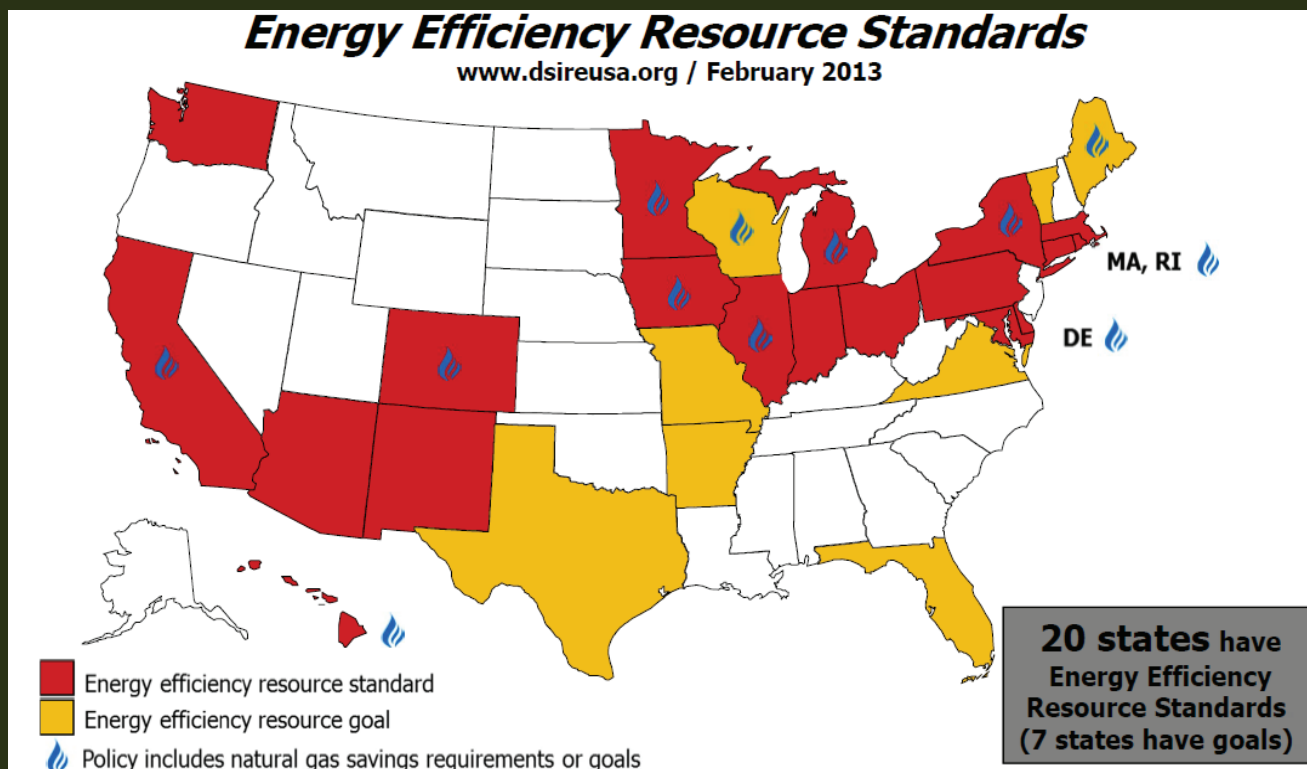 Energy Efficiency Resource Standards
www.dsireusa.org / February 2013
MA, RI
DE
Energy efficiency resource standard
Energy efficiency resource goal
Policy includes natural gas savings requirements or goals
20 states have
Energy Efficiency
Resource Standards
(7 states have goals)